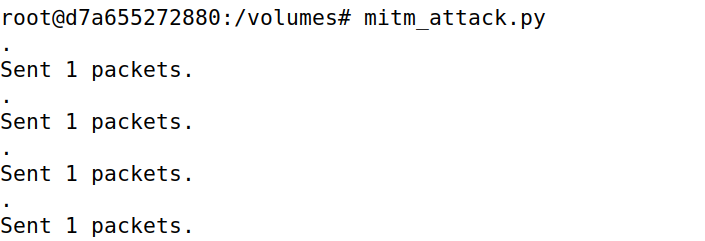 root@d7a655272880:/volumes# mitm_attack.py
.
Sent 1 packets.
.
Sent 1 packets.
.
Sent 1 packets.
.
Sent 1 packets.